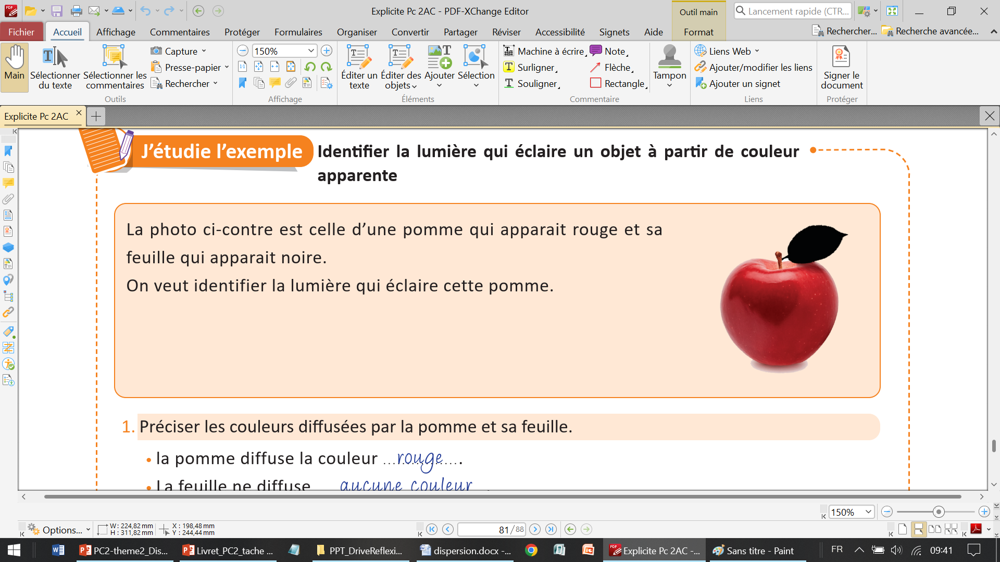 Explicite Pc 2AC - PDF-XChange Editor
Outil main
Lancement rapide (CTR...
Fichier
Accueil
Affichage
Commentaires
Protéger
Formulaires
Organiser
Convertir
Partager
Réviser
Accessibilité
Signets
Aide
Format
Rechercher...
Recherche avancée...
Main
Sélectionner du texte
Sélectionner les commentaires
Capture
Presse-papier
Rechercher
Outils
150%
Affichage
Éditer un texte
Éditer des objets
Ajouter
Sélection
Éléments
Machine à écrire
Surligner
Souligner
Note
Flèche
Rectangle
Tampon
Commentaire
Liens Web
Ajouter/modifier les liens
Ajouter un signet
Liens
Signer le document
Protéger
Explicite Pc 2AC
J'étudie l'exemple
Identifier la lumière qui éclaire un objet à partir de couleur
apparente
La photo ci-contre est celle d'une pomme qui apparait rouge et sa
feuille qui apparait noire.
On veut identifier la lumière qui éclaire cette pomme.
1. Préciser les couleurs diffusées par la pomme et sa feuille.
• la pomme diffuse la couleur ...rouge....
• La feuille ne diffuse aucune couleur .
150%
Options...
W : 224,82 mm
H : 311,82 mm
X : 198,48 mm
Y : 244,44 mm
81 / 88
PC2-theme2_Dis...
Livret_PC2_tache ...
PPT_DriveReflexi...
dispersion.docx -...
Explicite Pc 2AC -...
Sans titre - Paint
FR
09:41